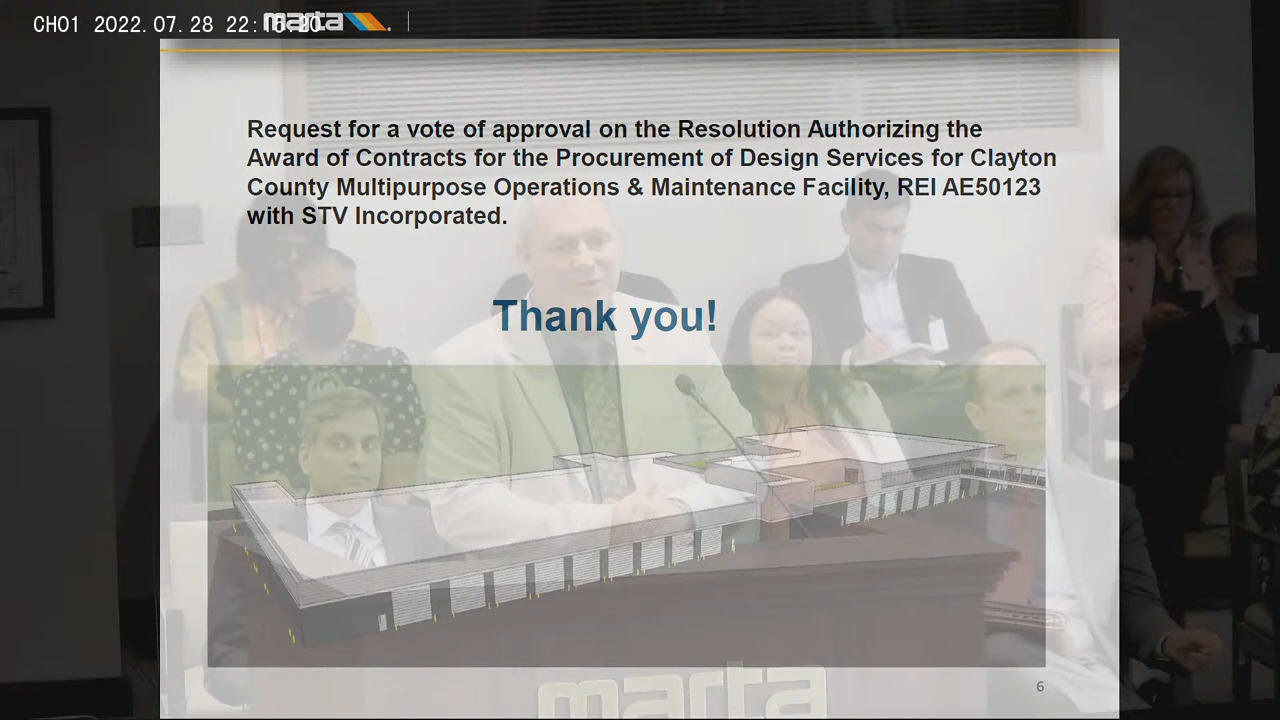 CH01 2022.07.28 22:
marta
Request for a vote of approval on the Resolution Authorizing the
Award of Contracts for the Procurement of Design Services for Clayton
County Multipurpose Operations & Maintenance Facility, REI AE50123
with STV Incorporated.
Thank you!
6
marta